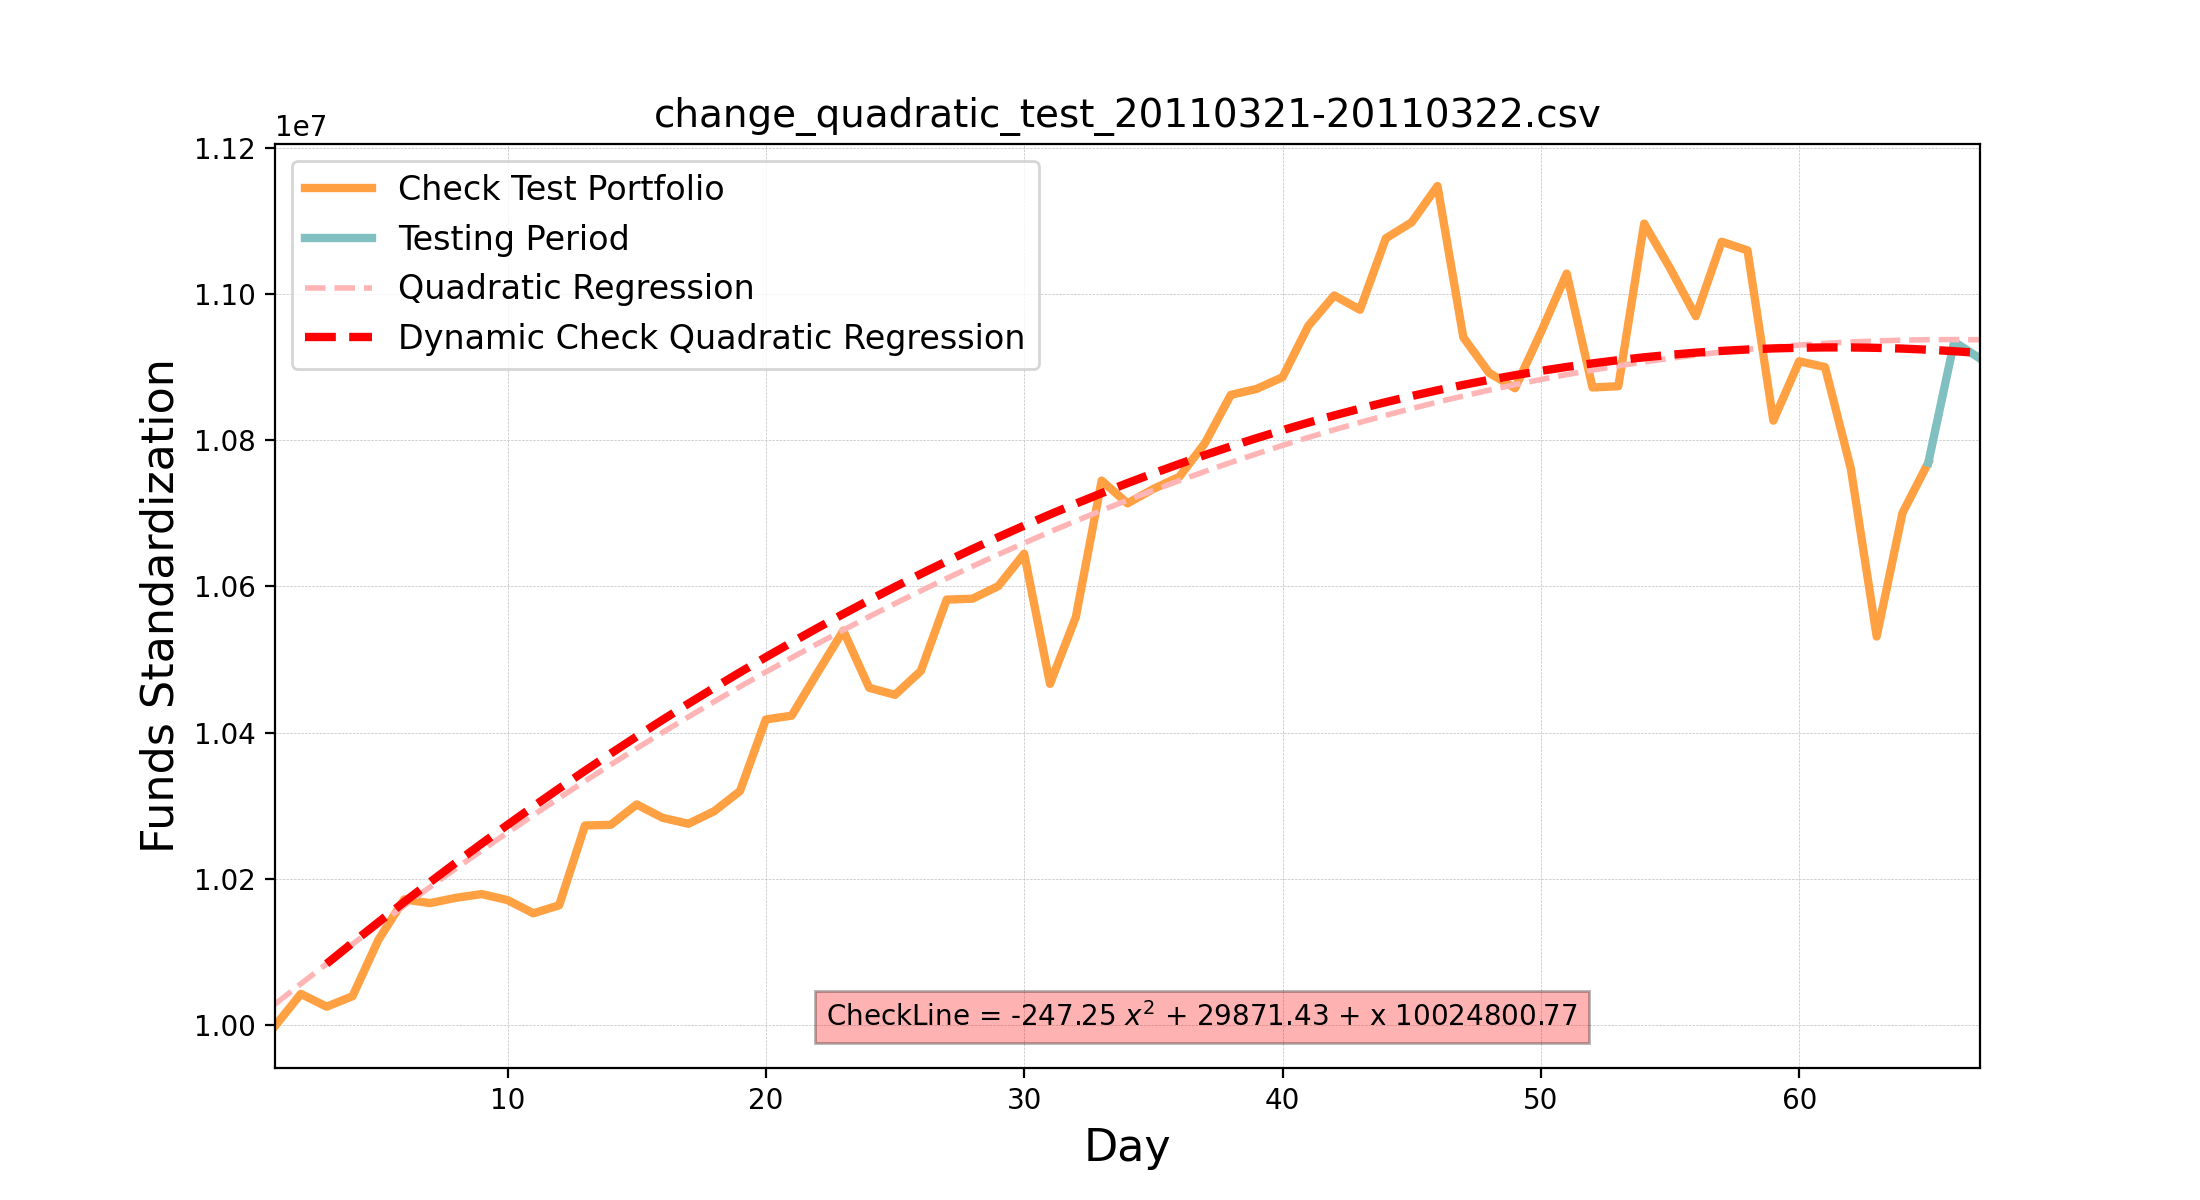 change_quadratic_test_20110321-20110322.csv
1e7
1.12
1.10
1.08
1.06
1.04
1.02
1.00
Funds Standardization
Check Test Portfolio
Testing Period
Quadratic Regression
Dynamic Check Quadratic Regression
CheckLine = -247.25 x² + 29871.43 + x 10024800.77
10 20 30 40 50 60
Day